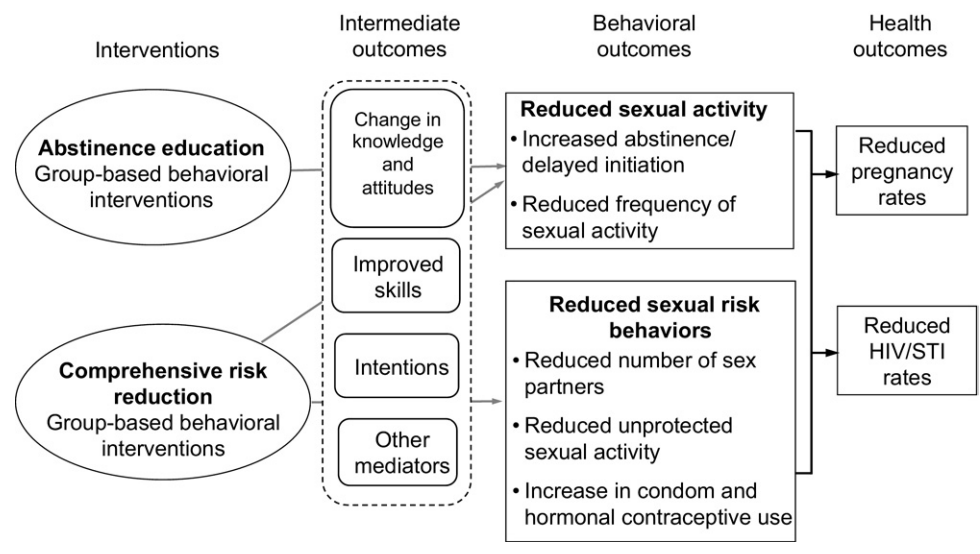 Interventions
Intermediate
outcomes
Behavioral
outcomes
Health
outcomes
Abstinence education
Group-based behavioral
interventions
Comprehensive risk
reduction
Group-based behavioral
interventions
Change in
knowledge
and
attitudes
Improved
skills
Intentions
Other
mediators
Reduced sexual activity
• Increased abstinence/
delayed initiation
• Reduced frequency of
sexual activity
Reduced sexual risk
behaviors
• Reduced number of sex
partners
• Reduced unprotected
sexual activity
• Increase in condom and
hormonal contraceptive use
Reduced
pregnancy
rates
Reduced
HIV/STI
rates